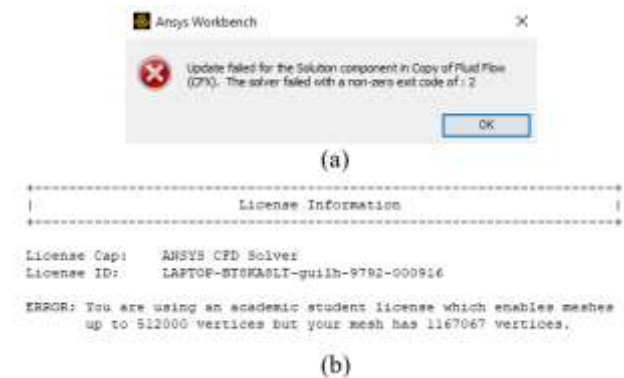 Ansys Workbench
Update failed for the Solution component in Copy of Fluid Flow
(CFX). The solver failed with a non-zero exit code of : 2
OK
(a)
License Information
License Cap: ANSYS CFD Solver
License ID: LAPTOP-BT8KA8LT-guilh-9792-000916
ERROR: You are using an academic student license which enables meshes
up to 512000 vertices but your mesh has 1167067 vertices.
(b)